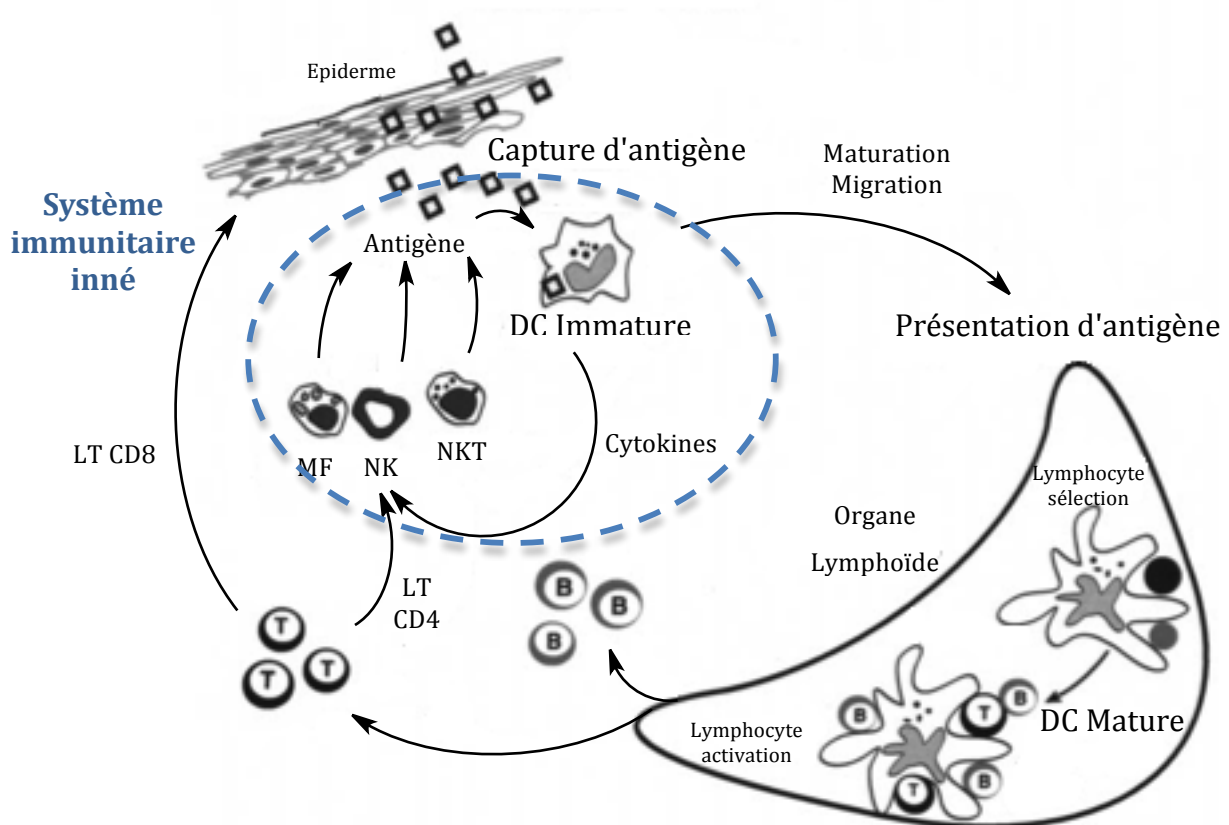 Epiderme
Capture d'antigène
Maturation
Migration
Système
immunitaire
inné
Antigène
DC Immature
Présentation d'antigène
MF
NK
NKT
Cytokines
LT CD8
Lymphocyte
sélection
Organe
Lymphoïde
LT
CD4
B
B
B
T
T
T
Lymphocyte
activation
B
T
B
DC Mature
T
B